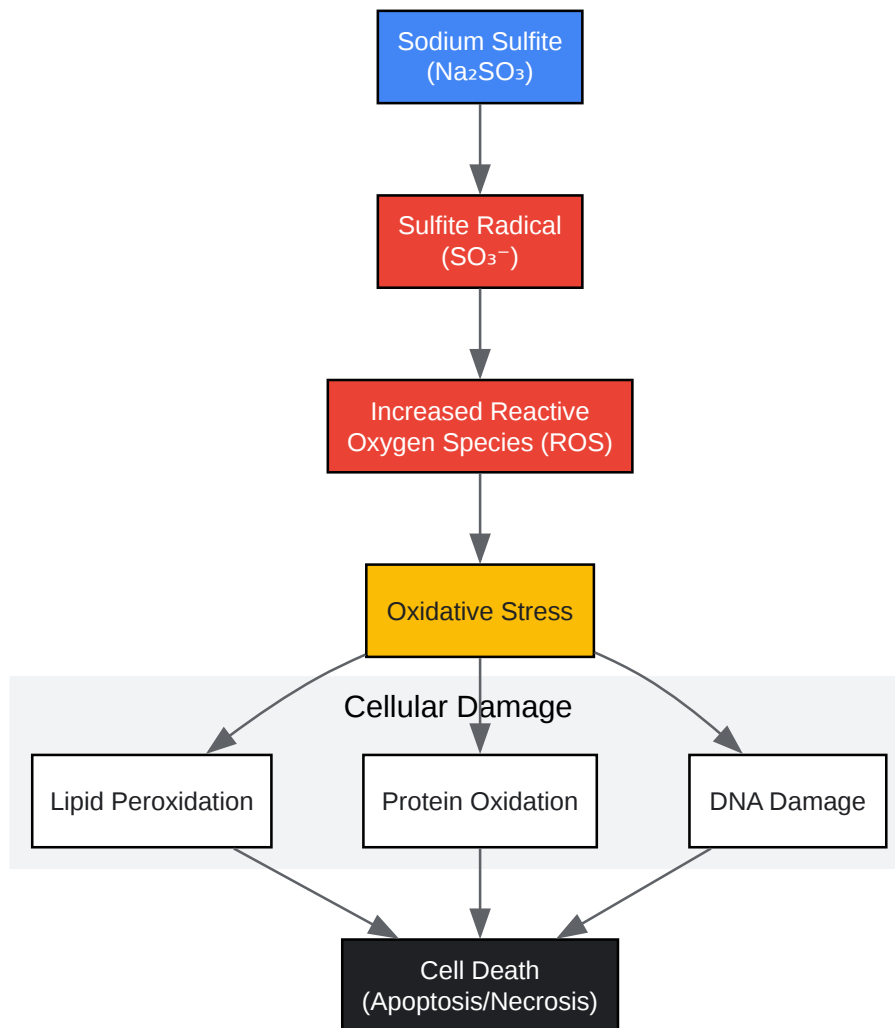 Sodium Sulfite
(Na₂SO₃)
Sulfite Radical
(SO₃⁻)
Increased Reactive
Oxygen Species (ROS)
Oxidative Stress
Cellular Damage
Lipid Peroxidation
Protein Oxidation
DNA Damage
Cell Death
(Apoptosis/Necrosis)